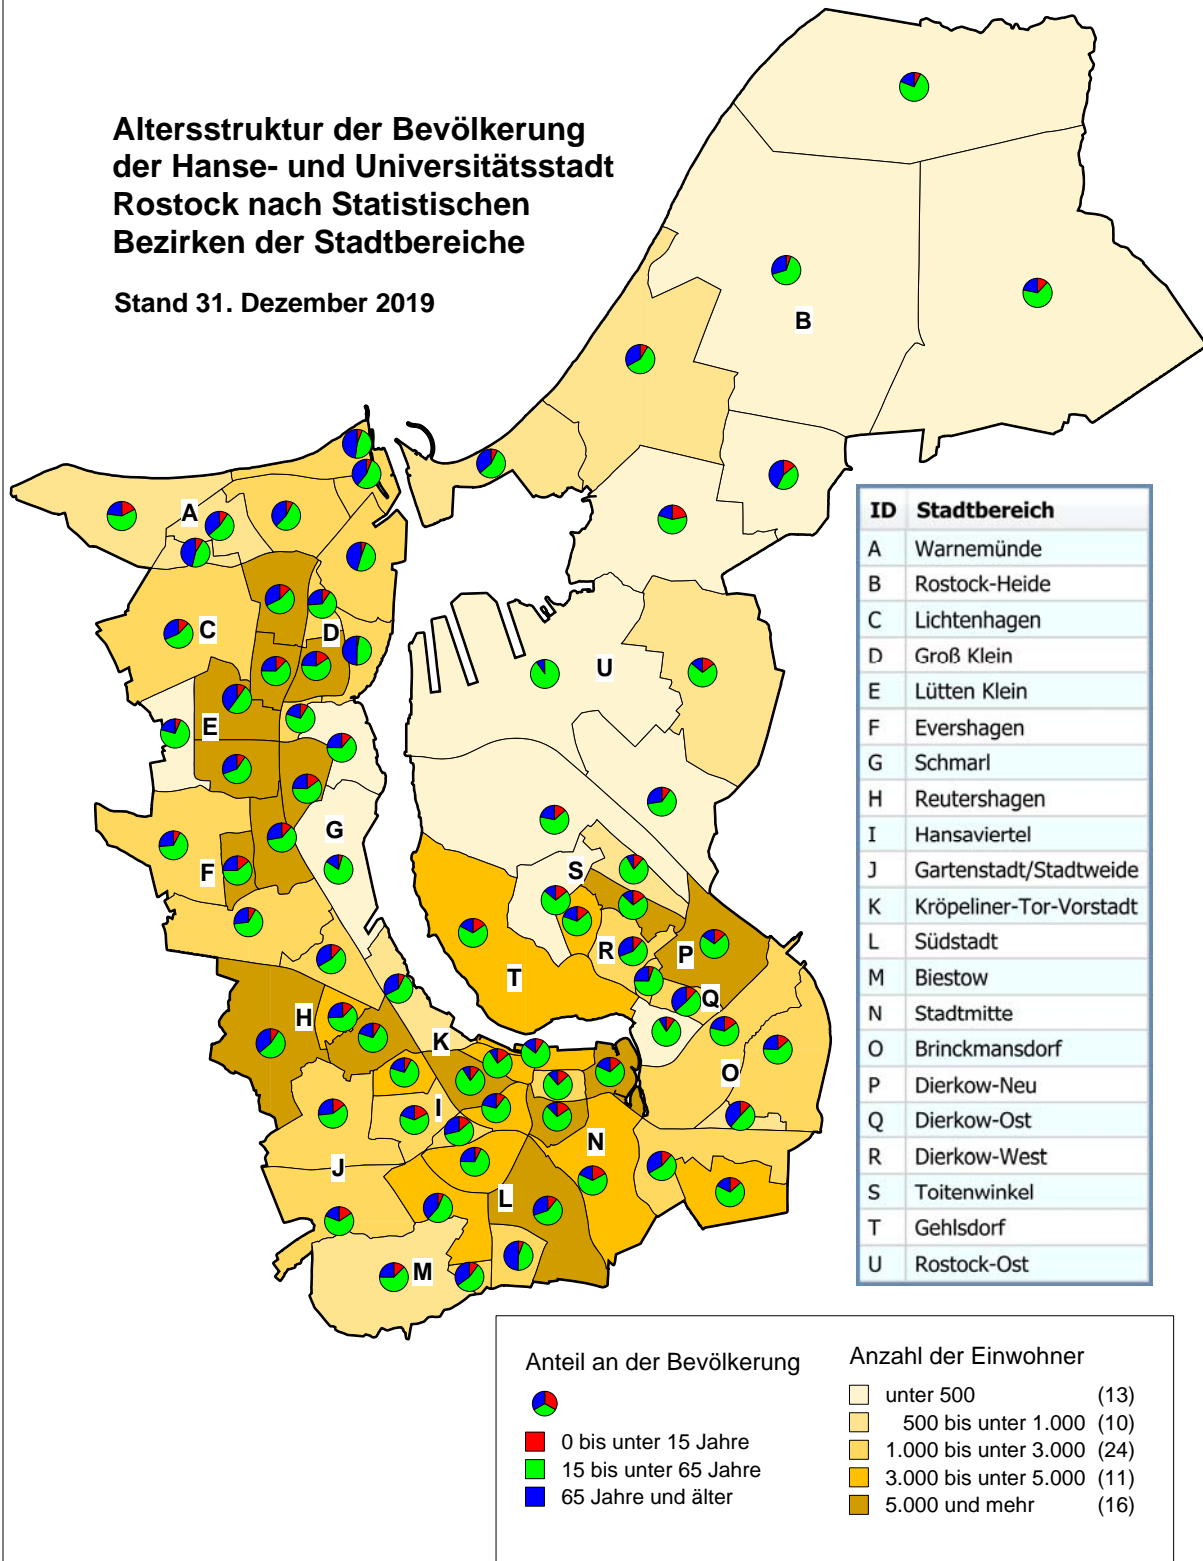 Altersstruktur der Bevölkerung
der Hanse- und Universitätsstadt
Rostock nach Statistischen
Bezirken der Stadtbereiche
Stand 31. Dezember 2019
B
A
C
D
U
E
G
F
S
R
P
Q
T
H
K
O
I
N
J
L
M
ID Stadtbereich
A Warnemünde
B Rostock-Heide
C Lichtenhagen
D Groß Klein
E Lütten Klein
F Evershagen
G Schmarl
H Reutershagen
I Hansaviertel
J Gartenstadt/Stadtweide
K Kröpeliner-Tor-Vorstadt
L Südstadt
M Biestow
N Stadtmitte
O Brinckmansdorf
P Dierkow-Neu
Q Dierkow-Ost
R Dierkow-West
S Toitenwinkel
T Gehlsdorf
U Rostock-Ost
Anteil an der Bevölkerung
0 bis unter 15 Jahre
15 bis unter 65 Jahre
65 Jahre und älter
Anzahl der Einwohner
unter 500 (13)
500 bis unter 1.000 (10)
1.000 bis unter 3.000 (24)
3.000 bis unter 5.000 (11)
5.000 und mehr (16)